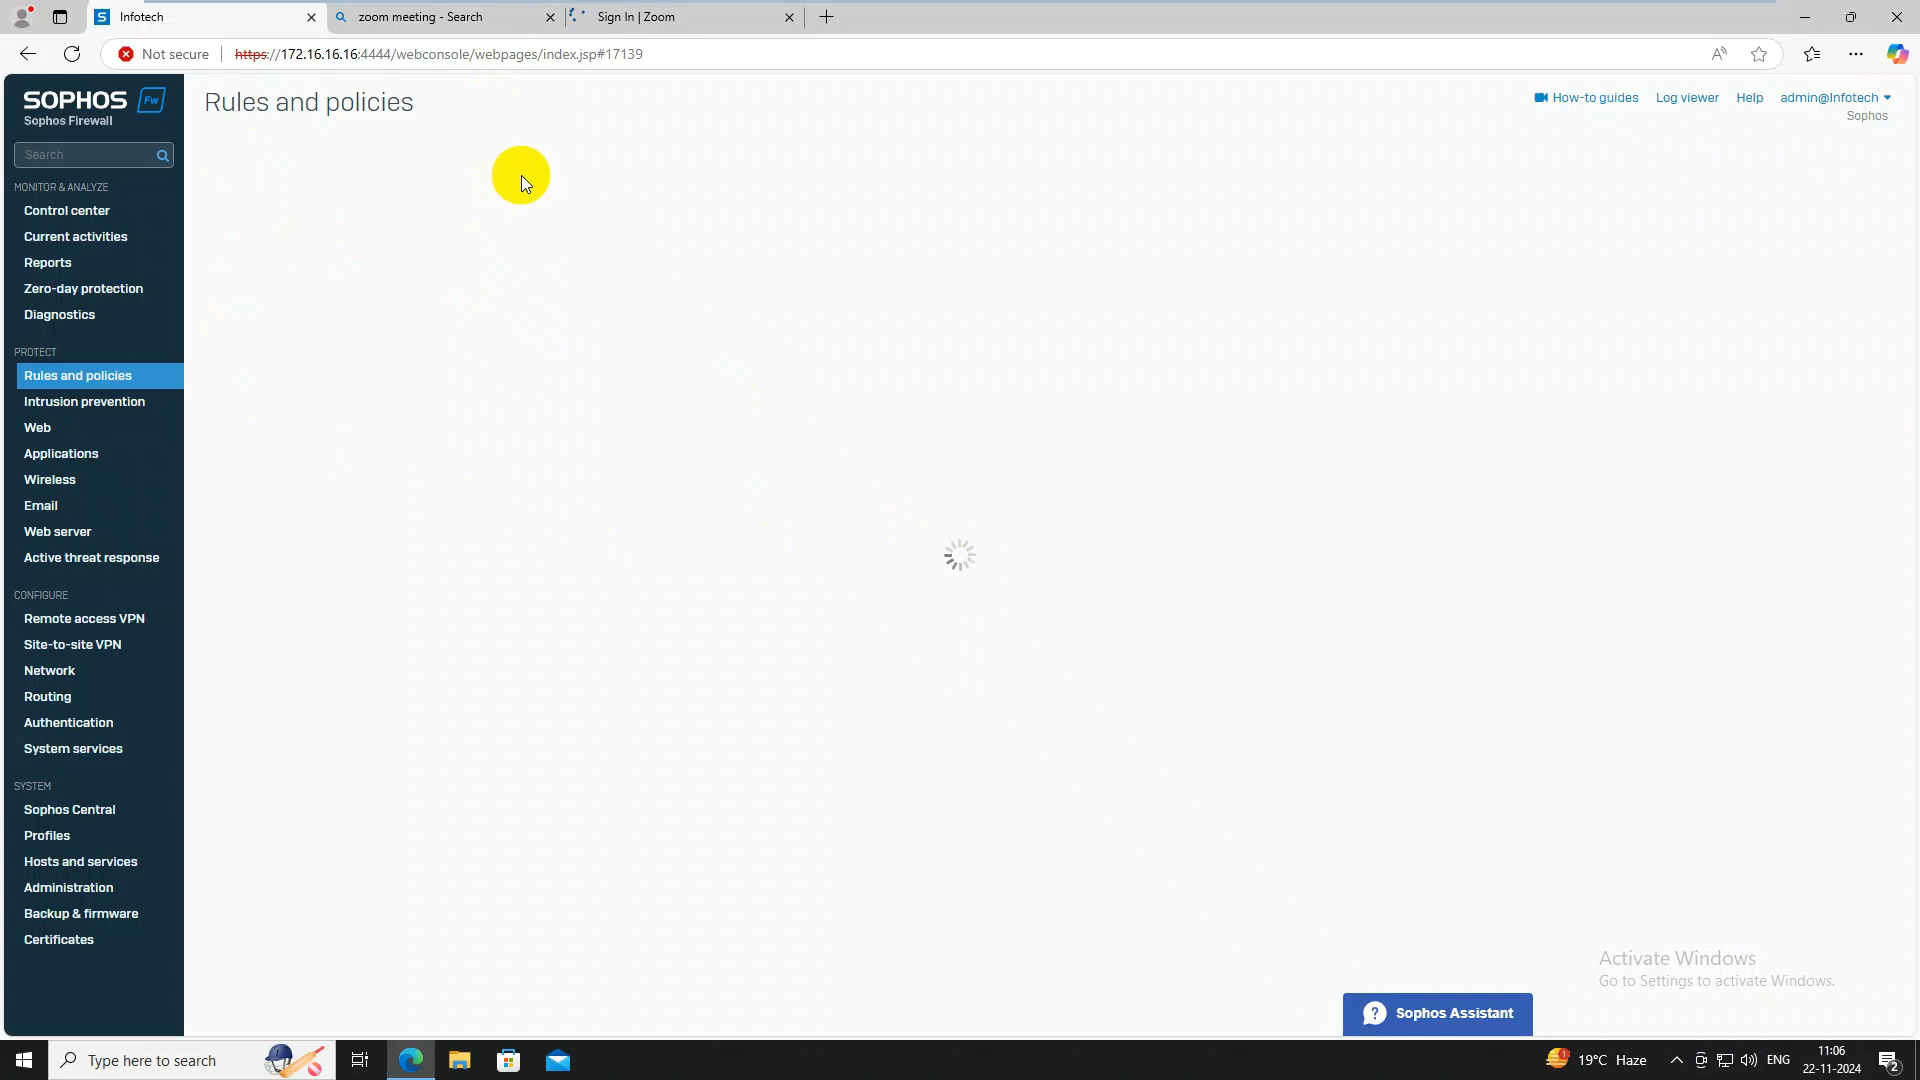 Infotech
zoom meeting - Search
Sign In | Zoom
Not secure
https://172.16.16.16:4444/webconsole/webpages/index.jsp#17139
SOPHOS Fw
Sophos Firewall
Search
MONITOR & ANALYZE
Control center
Current activities
Reports
Zero-day protection
Diagnostics
PROTECT
Rules and policies
Intrusion prevention
Web
Applications
Wireless
Email
Web server
Active threat response
CONFIGURE
Remote access VPN
Site-to-site VPN
Network
Routing
Authentication
System services
SYSTEM
Sophos Central
Profiles
Hosts and services
Administration
Backup & firmware
Certificates
Rules and policies
How-to guides
Log viewer
Help
admin@Infotech
Sophos
Activate Windows
Go to Settings to activate Windows.
? Sophos Assistant
Type here to search
1
19°C Haze
ENG
11:06
22-11-2024
2